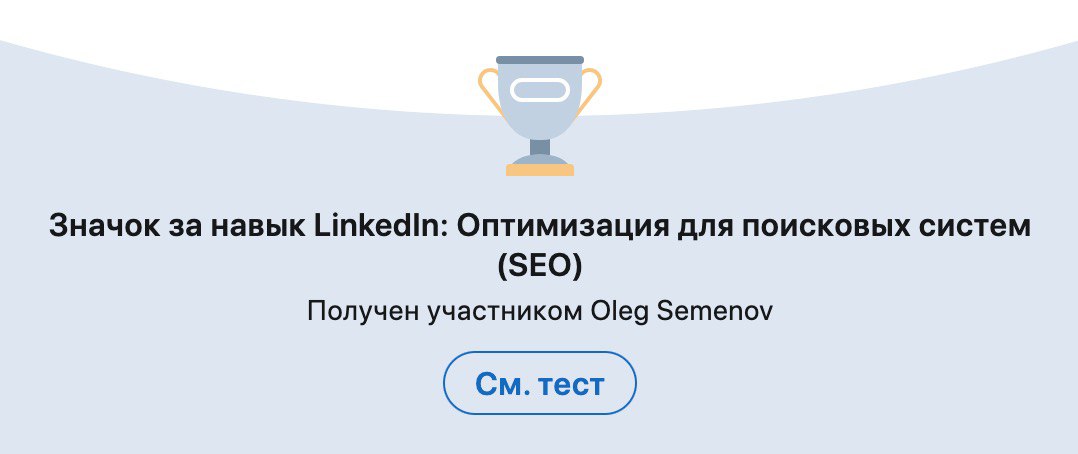 Значок за навык LinkedIn: Оптимизация для поисковых систем
(SEO)
Получен участником Oleg Semenov
См. тест